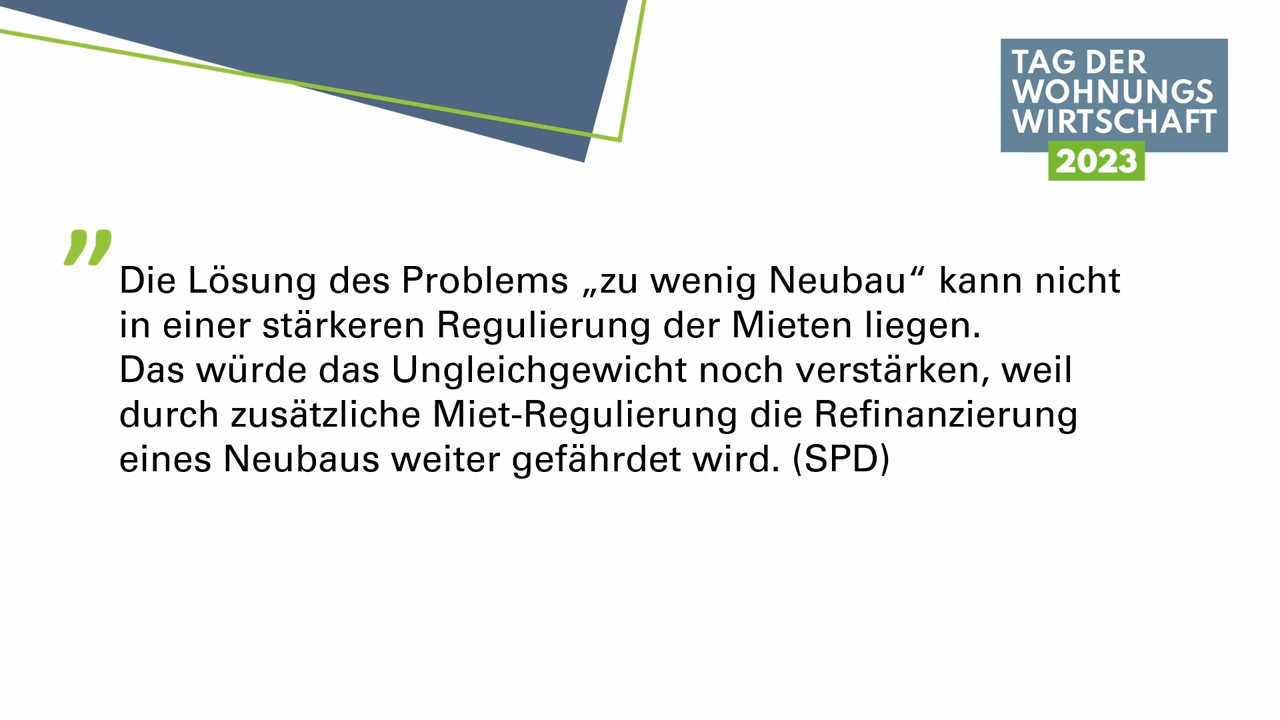 TAG DER
WOHNUNGS
WIRTSCHAFT
2023
”
Die Lösung des Problems „zu wenig Neubau“ kann nicht
in einer stärkeren Regulierung der Mieten liegen.
Das würde das Ungleichgewicht noch verstärken, weil
durch zusätzliche Miet-Regulierung die Refinanzierung
eines Neubaus weiter gefährdet wird. (SPD)